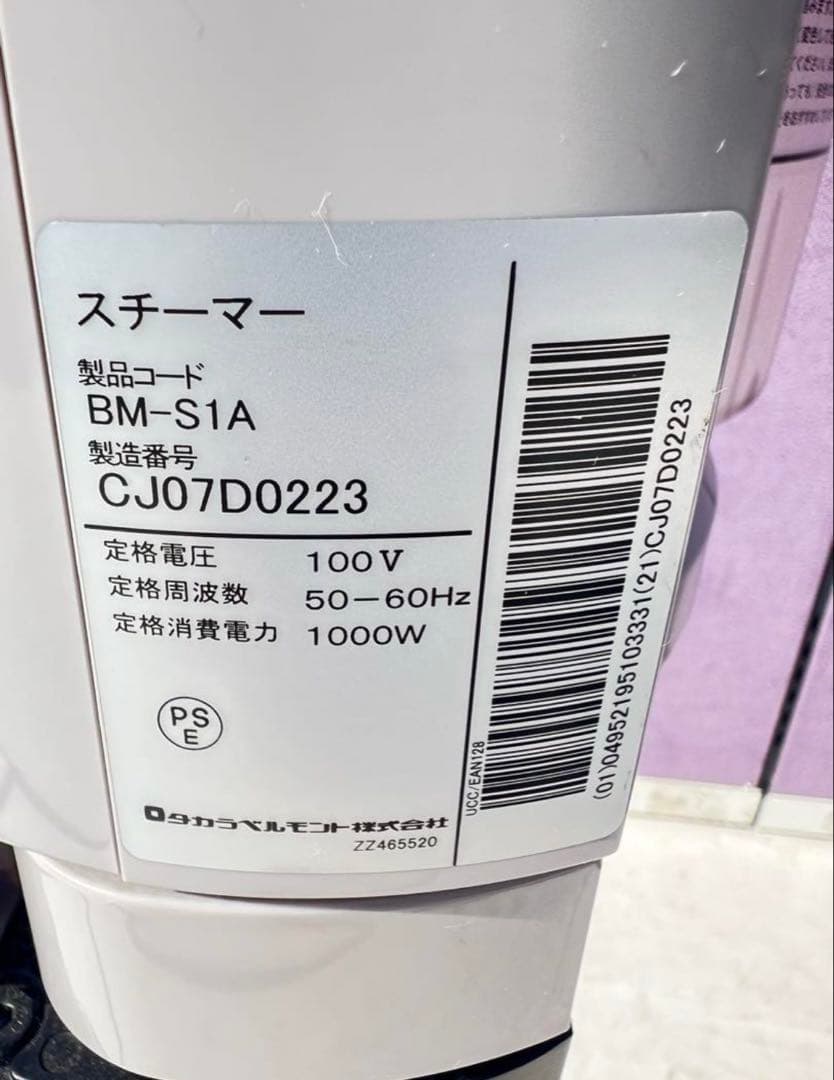 スチーマー
製品コード
BM-S1A
製造番号
CJ07D0223
定格電圧 100V
定格周波数 50-60Hz
定格消費電力 1000W
PS
E
タカラベルモント株式会社
ZZ465520
UCC/EAN128
(01)04952195103331(21)CJ07D0223